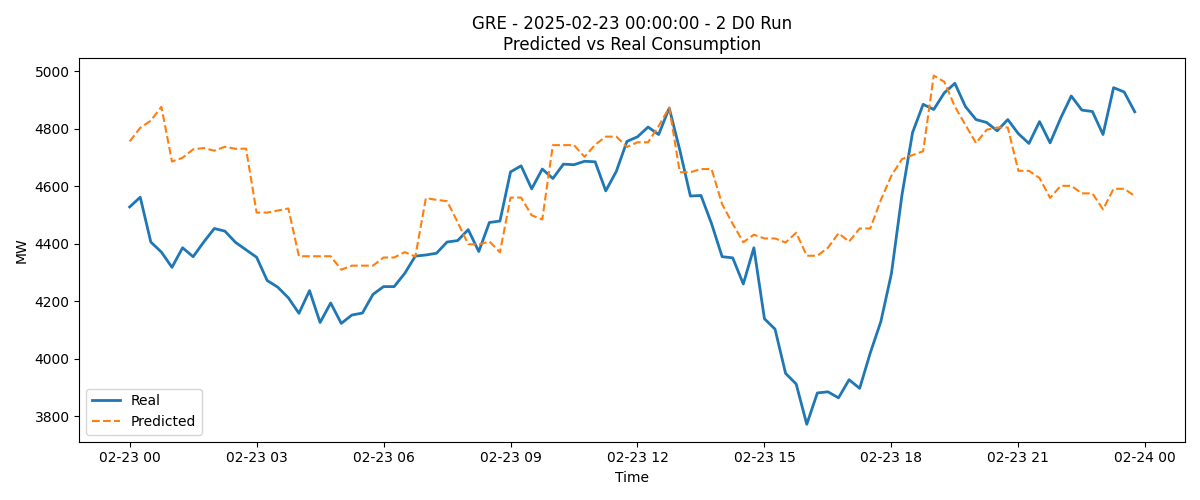 GRE - 2025-02-23 00:00:00 - 2 D0 Run
Predicted vs Real Consumption
MW
5000
4800
4600
4400
4200
4000
3800
Real
Predicted
02-23 00
02-23 03
02-23 06
02-23 09
02-23 12
02-23 15
02-23 18
02-23 21
02-24 00
Time